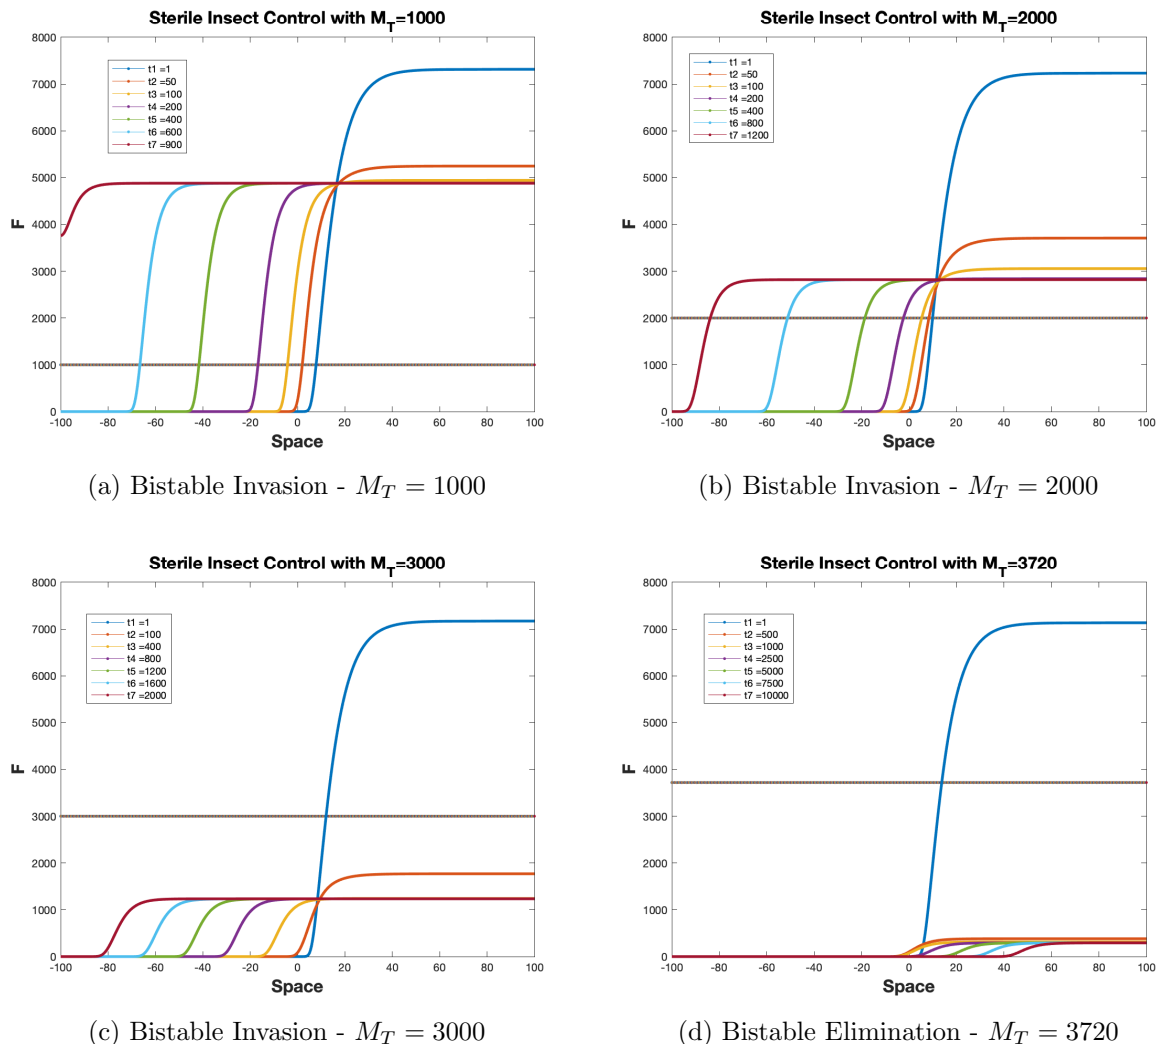 Sterile Insect Control with M_T=1000
8000
7000
6000
5000
4000
3000
2000
1000
0
F
t1 =1
t2 =50
t3 =100
t4 =200
t5 =400
t6 =600
t7 =900
-100 -80 -60 -40 -20 0 20 40 60 80 100
Space
(a) Bistable Invasion - M_T = 1000
Sterile Insect Control with M_T=2000
8000
7000
6000
5000
4000
3000
2000
1000
0
F
t1 =1
t2 =50
t3 =100
t4 =200
t5 =400
t6 =800
t7 =1200
-100 -80 -60 -40 -20 0 20 40 60 80 100
Space
(b) Bistable Invasion - M_T = 2000
Sterile Insect Control with M_T=3000
8000
7000
6000
5000
4000
3000
2000
1000
0
F
t1 =1
t2 =100
t3 =400
t4 =800
t5 =1200
t6 =1600
t7 =2000
-100 -80 -60 -40 -20 0 20 40 60 80 100
Space
(c) Bistable Invasion - M_T = 3000
Sterile Insect Control with M_T=3720
8000
7000
6000
5000
4000
3000
2000
1000
0
F
t1 =1
t2 =500
t3 =1000
t4 =2500
t5 =5000
t6 =7500
t7 =10000
-100 -80 -60 -40 -20 0 20 40 60 80 100
Space
(d) Bistable Elimination - M_T = 3720